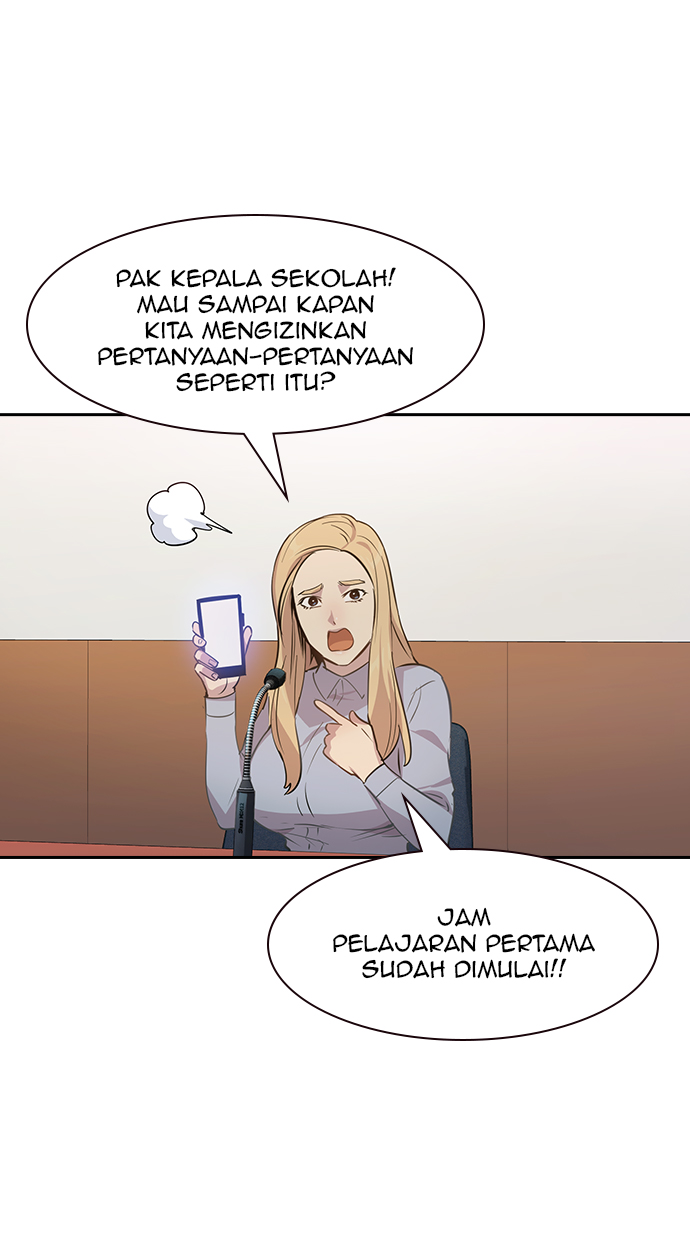 PAK KEPALA SEKOLAH!
MAU SAMPAI KAPAN
KITA MENGIZINKAN
PERTANYAAN-PERTANYAAN
SEPERTI ITU?
JAM
PELAJARAN PERTAMA
SUDAH DIMULAI!!